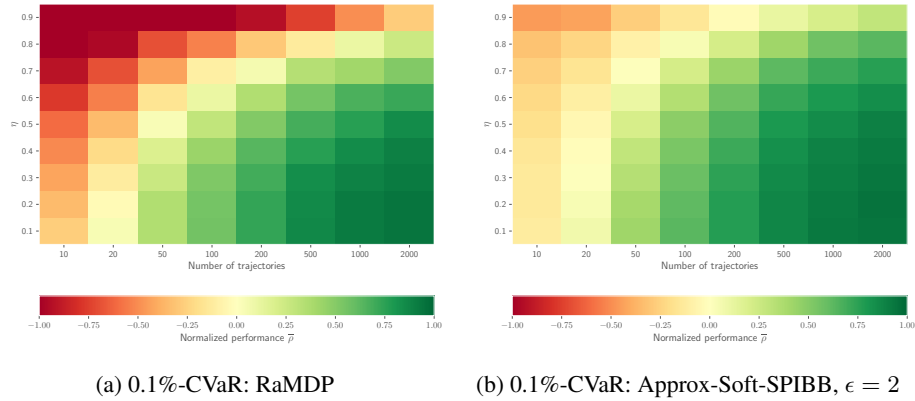 0.9
0.8
0.7
0.6
η
0.5
0.4
0.3
0.2
0.1
10 20 50 100 200 500 1000 2000
Number of trajectories
−1.00 −0.75 −0.50 −0.25 0.00 0.25 0.50 0.75 1.00
Normalized performance ρ̅
(a) 0.1%-CVaR: RaMDP
0.9
0.8
0.7
0.6
η
0.5
0.4
0.3
0.2
0.1
10 20 50 100 200 500 1000 2000
Number of trajectories
−1.00 −0.75 −0.50 −0.25 0.00 0.25 0.50 0.75 1.00
Normalized performance ρ̅
(b) 0.1%-CVaR: Approx-Soft-SPIBB, ϵ = 2